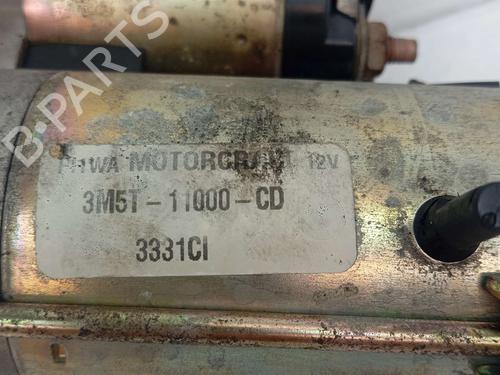 B-PARTS
MOTORCRAFT 12V
3M5T-11000-CD
3331CI